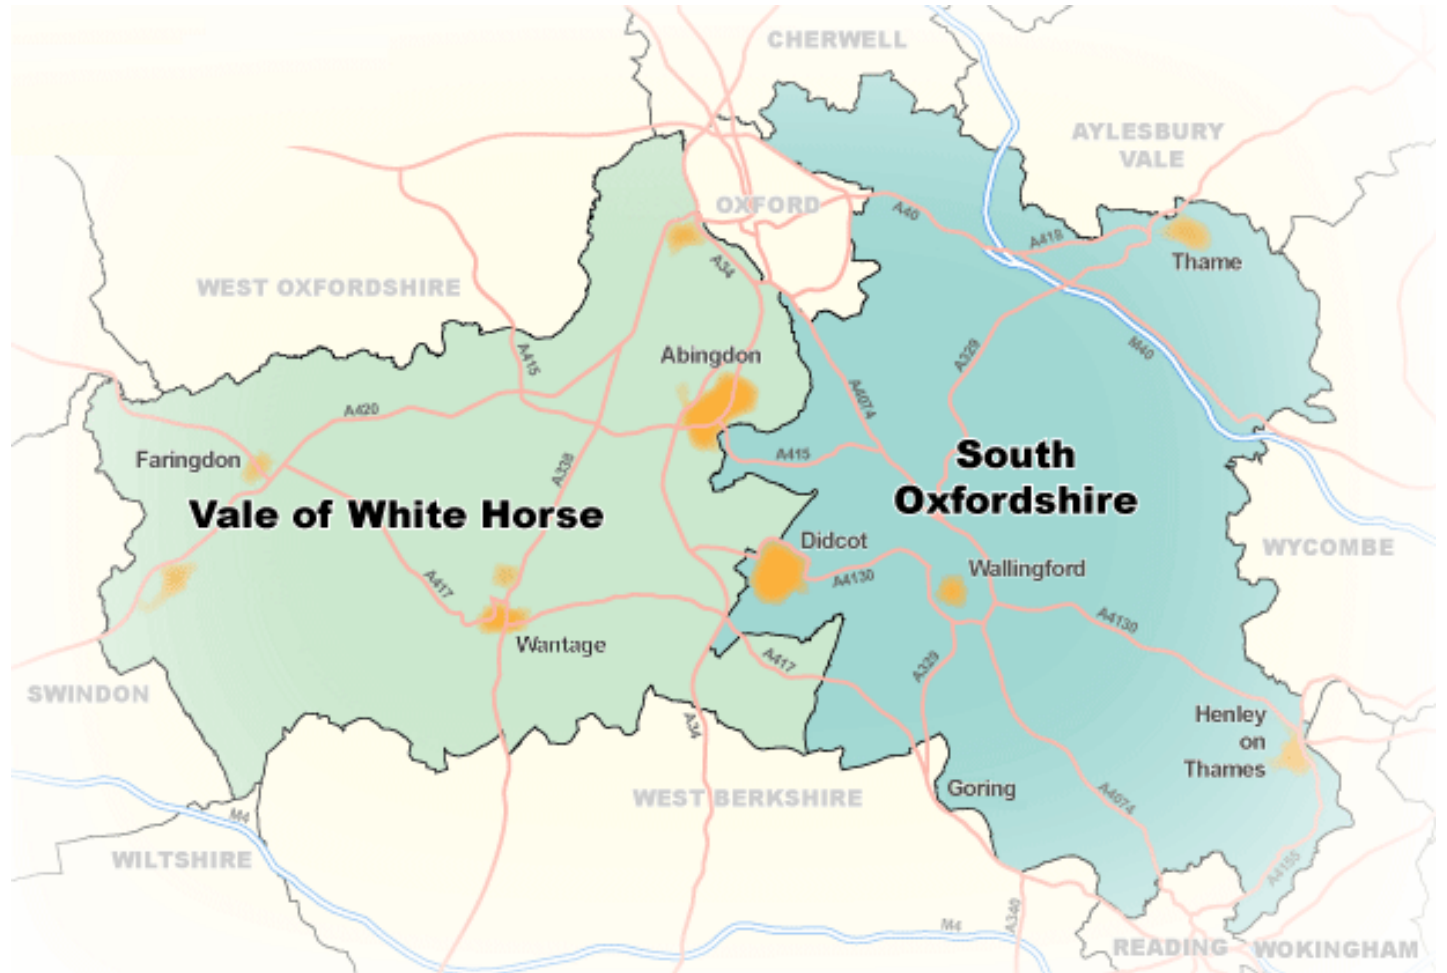 CHERWELL
AYLESBURY
VALE
OXFORD
A40
A418
Thame
A34
WEST OXFORDSHIRE
A415
Abingdon
A329
M40
A4074
A420
Faringdon
A338
A415
South
Oxfordshire
Vale of White Horse
Didcot
WYCOMBE
Wallingford
A4130
A417
A4130
Wantage
A417
A329
SWINDON
Henley
on
Thames
A34
Goring
WEST BERKSHIRE
A4074
M4
WILTSHIRE
A4155
A340
M4
READING
WOKINGHAM